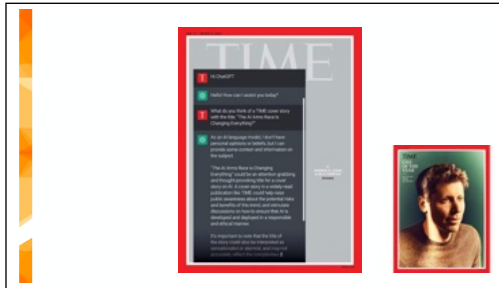 TIME
Hi ChatGPT
Hello! How can I assist you today?
What do you think of a TIME cover story
with the title, "The AI Arms Race Is
Changing Everything?"
As an AI language model, I don't have
personal opinions or beliefs, but I can
provide some context and information on
the subject.
"The AI Arms Race Is Changing
Everything" could be an attention grabbing
and thought-provoking title for a cover
story on AI. A cover story in a widely-read
publication like TIME could help raise
public awareness about the potential risks
and benefits of this trend, and stimulate
discussions on how to ensure that AI is
developed and deployed in a responsible
and ethical manner.
It's important to note that the title of
the story could also be interpreted as
sensationalist or alarmist, and may not
accurately reflect the complexities
TIME
CEO
OF THE
YEAR